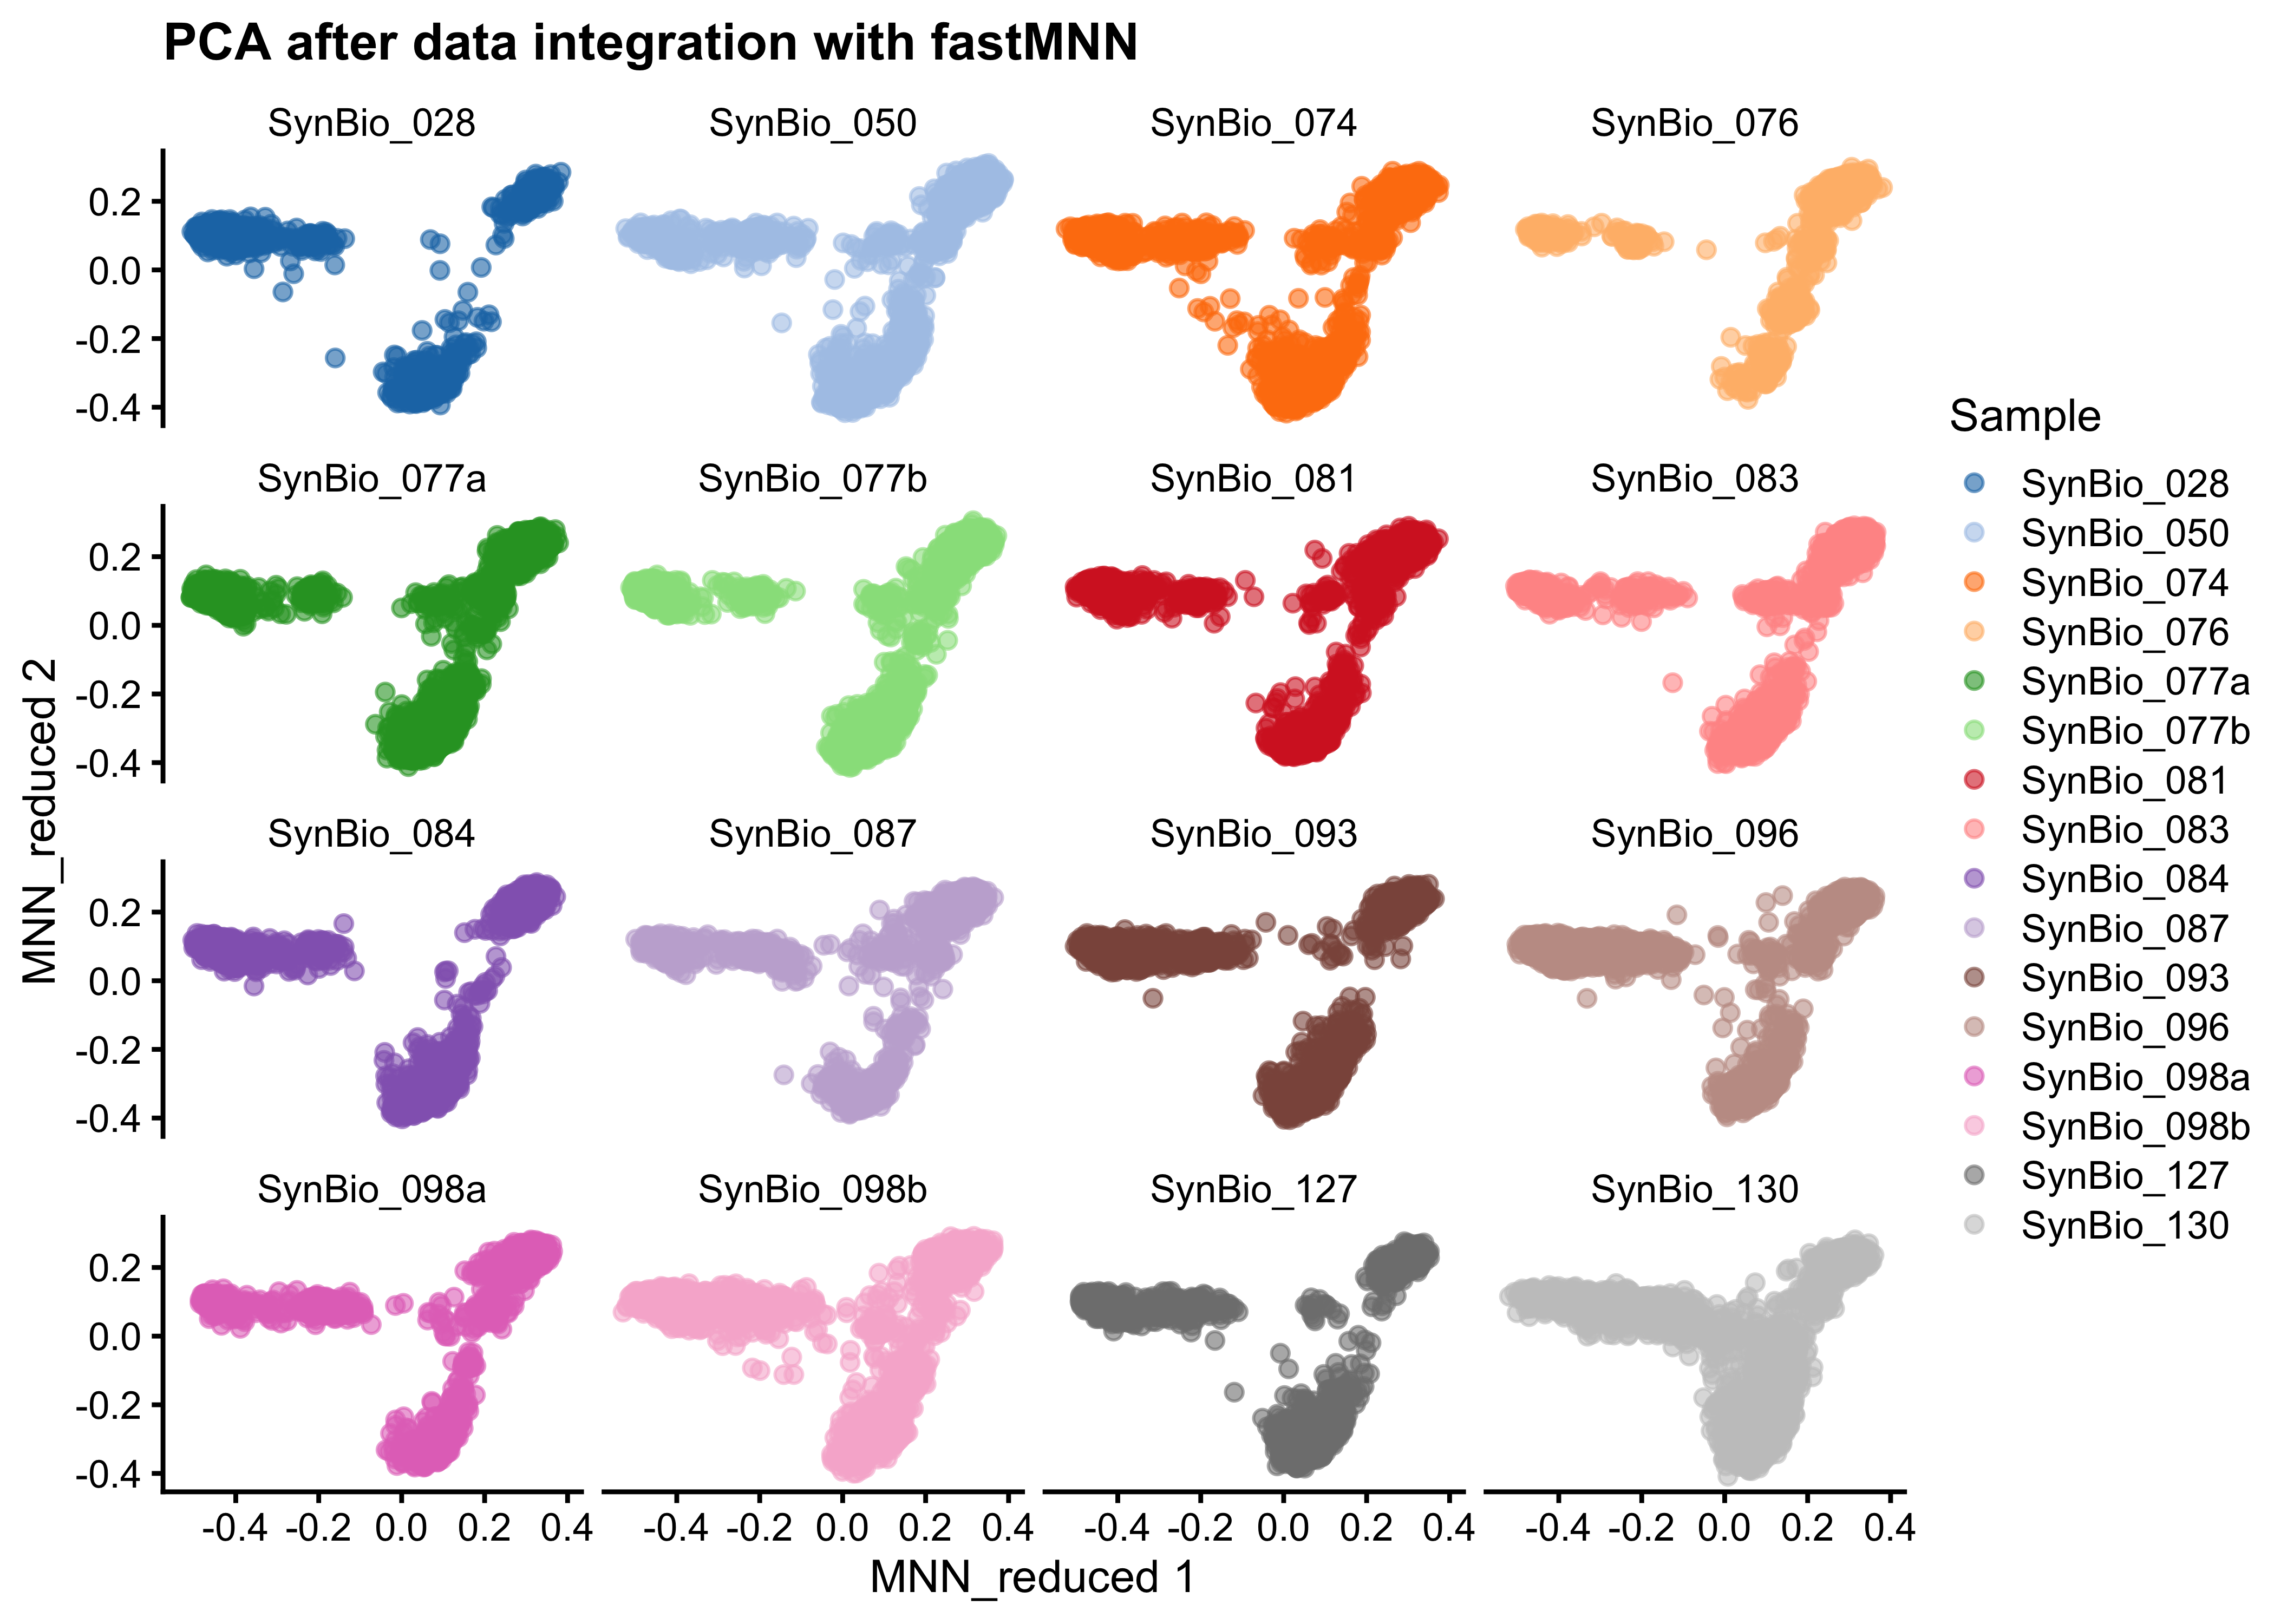 PCA after data integration with fastMNN
SynBio_028 SynBio_050 SynBio_074 SynBio_076
0.2
0.0
-0.2
-0.4
SynBio_077a SynBio_077b SynBio_081 SynBio_083
0.2
0.0
-0.2
-0.4
SynBio_084 SynBio_087 SynBio_093 SynBio_096
0.2
0.0
-0.2
-0.4
SynBio_098a SynBio_098b SynBio_127 SynBio_130
0.2
0.0
-0.2
-0.4
-0.4 -0.2 0.0 0.2 0.4 -0.4 -0.2 0.0 0.2 0.4 -0.4 -0.2 0.0 0.2 0.4 -0.4 -0.2 0.0 0.2 0.4
MNN_reduced 1
MNN_reduced 2
Sample
SynBio_028
SynBio_050
SynBio_074
SynBio_076
SynBio_077a
SynBio_077b
SynBio_081
SynBio_083
SynBio_084
SynBio_087
SynBio_093
SynBio_096
SynBio_098a
SynBio_098b
SynBio_127
SynBio_130